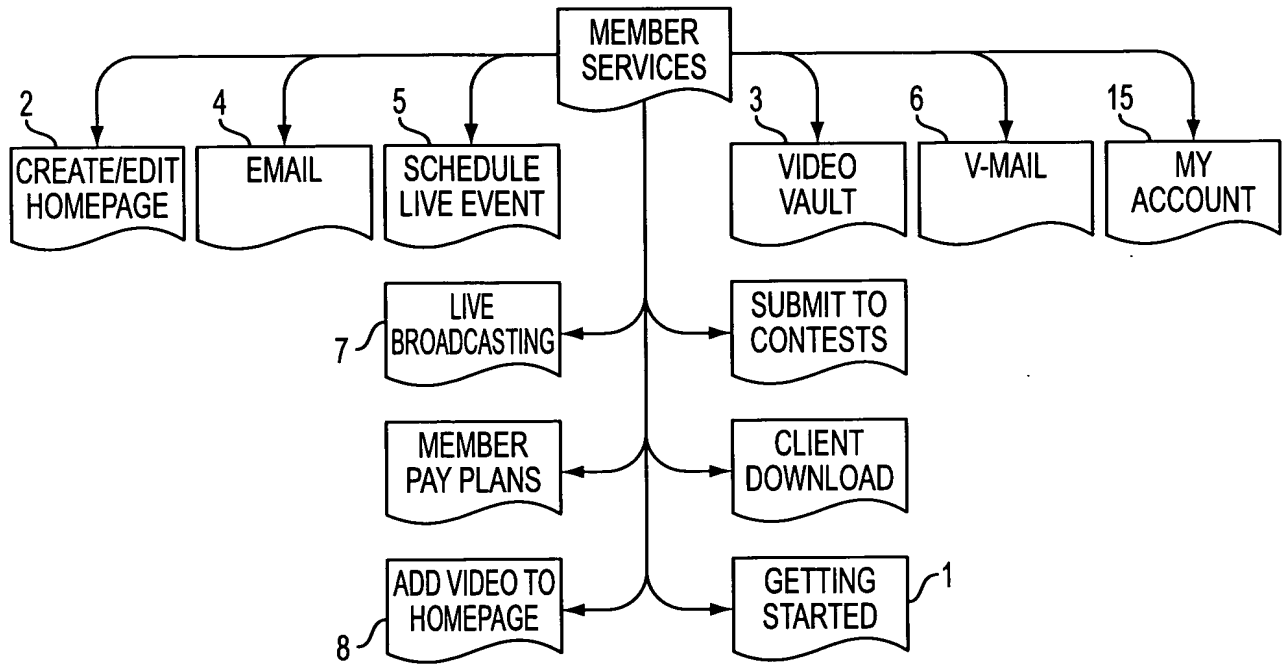 MEMBER
SERVICES
2
4
5
3
6
15
CREATE/EDIT
HOMEPAGE
EMAIL
SCHEDULE
LIVE EVENT
VIDEO
VAULT
V-MAIL
MY
ACCOUNT
LIVE
BROADCASTING
7
SUBMIT TO
CONTESTS
MEMBER
PAY PLANS
CLIENT
DOWNLOAD
ADD VIDEO TO
HOMEPAGE
8
GETTING
STARTED
1